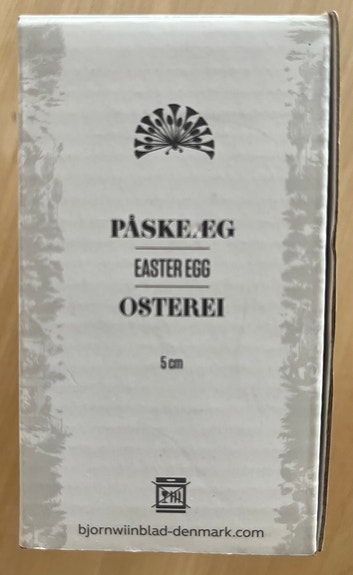 PÅSKEÆG
EASTER EGG
OSTEREI
5 cm
bjornwiinblad-denmark.com